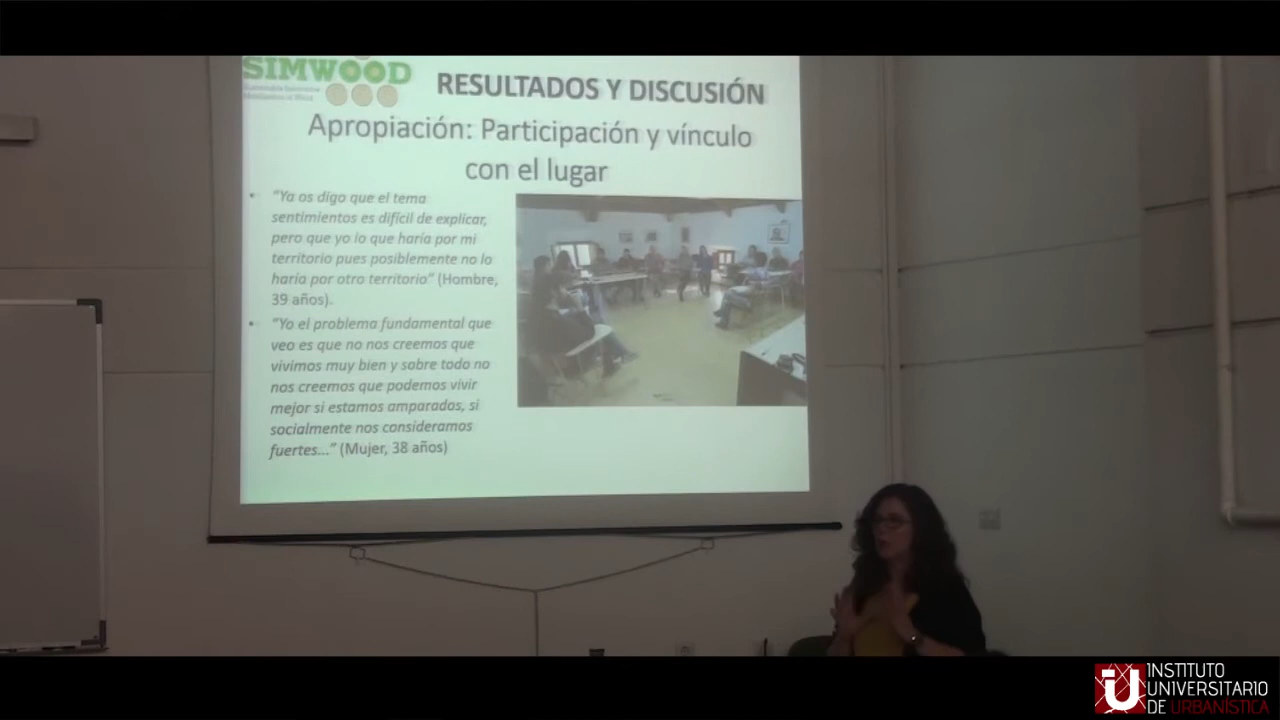 SIMWOOD
RESULTADOS Y DISCUSIÓN
Apropiación: Participación y vínculo
con el lugar
• "Ya os digo que el tema
sentimientos es difícil de explicar,
pero que yo lo que haría por mi
territorio pues posiblemente no lo
haría por otro territorio" (Hombre,
39 años).
• "Yo el problema fundamental que
veo es que no nos creemos que
vivimos muy bien y sobre todo no
nos creemos que podemos vivir
mejor si estamos amparados, si
socialmente nos consideramos
fuertes..." (Mujer, 38 años)
iU INSTITUTO
UNIVERSITARIO
DE URBANÍSTICA